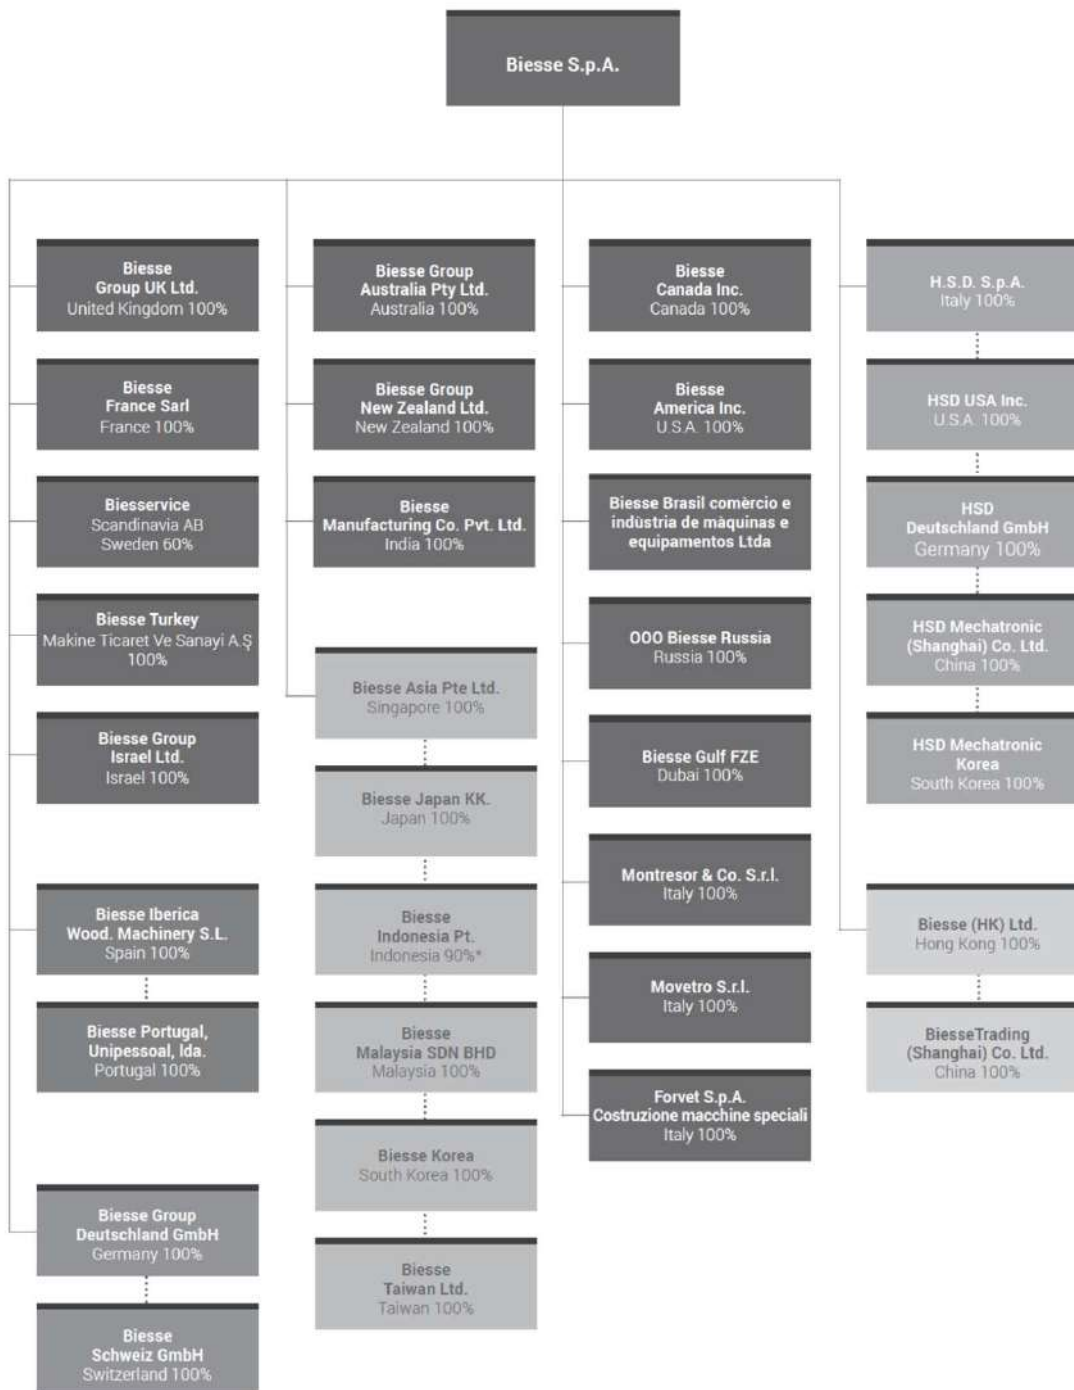 Biesse S.p.A.
Biesse
Group UK Ltd.
United Kingdom 100%
Biesse
France Sarl
France 100%
Biesservice
Scandinavia AB
Sweden 60%
Biesse Turkey
Makine Ticaret Ve Sanayi A.Ş
100%
Biesse Group
Israel Ltd.
Israel 100%
Biesse Iberica
Wood. Machinery S.L.
Spain 100%
Biesse Portugal,
Unipessoal, lda.
Portugal 100%
Biesse Group
Deutschland GmbH
Germany 100%
Biesse
Schweiz GmbH
Switzerland 100%
Biesse Group
Australia Pty Ltd.
Australia 100%
Biesse Group
New Zealand Ltd.
New Zealand 100%
Biesse
Manufacturing Co. Pvt. Ltd.
India 100%
Biesse Asia Pte Ltd.
Singapore 100%
Biesse Japan KK.
Japan 100%
Biesse
Indonesia Pt.
Indonesia 90%*
Biesse
Malaysia SDN BHD
Malaysia 100%
Biesse Korea
South Korea 100%
Biesse
Taiwan Ltd.
Taiwan 100%
Biesse
Canada Inc.
Canada 100%
Biesse
America Inc.
U.S.A. 100%
Biesse Brasil comèrcio e
indùstria de màquinas e
equipamentos Ltda
OOO Biesse Russia
Russia 100%
Biesse Gulf FZE
Dubai 100%
Montresor & Co. S.r.l.
Italy 100%
Movetro S.r.l.
Italy 100%
Forvet S.p.A.
Costruzione macchine speciali
Italy 100%
H.S.D. S.p.A.
Italy 100%
HSD USA Inc.
U.S.A. 100%
HSD
Deutschland GmbH
Germany 100%
HSD Mechatronic
(Shanghai) Co. Ltd.
China 100%
HSD Mechatronic
Korea
South Korea 100%
Biesse (HK) Ltd.
Hong Kong 100%
BiesseTrading
(Shanghai) Co. Ltd.
China 100%